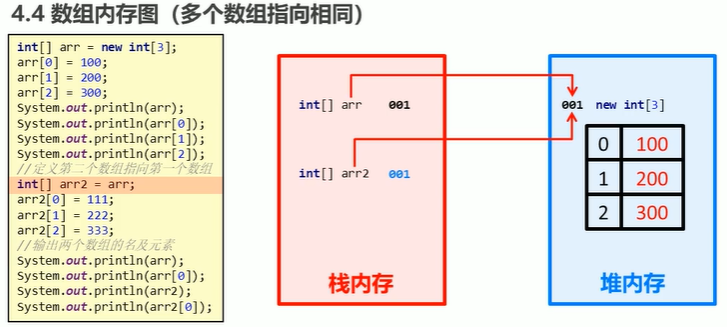 4.4 数组内存图（多个数组指向相同）
int[] arr = new int[3];
arr[0] = 100;
arr[1] = 200;
arr[2] = 300;
System.out.println(arr);
System.out.println(arr[0]);
System.out.println(arr[1]);
System.out.println(arr[2]);
//定义第二个数组指向第一个数组
int[] arr2 = arr;
arr2[0] = 111;
arr2[1] = 222;
arr2[2] = 333;
//输出两个数组的名及元素
System.out.println(arr);
System.out.println(arr[0]);
System.out.println(arr2);
System.out.println(arr2[0]);
int[] arr 001
int[] arr2 001
栈内存
001 new int[3]
0 100
1 200
2 300
堆内存